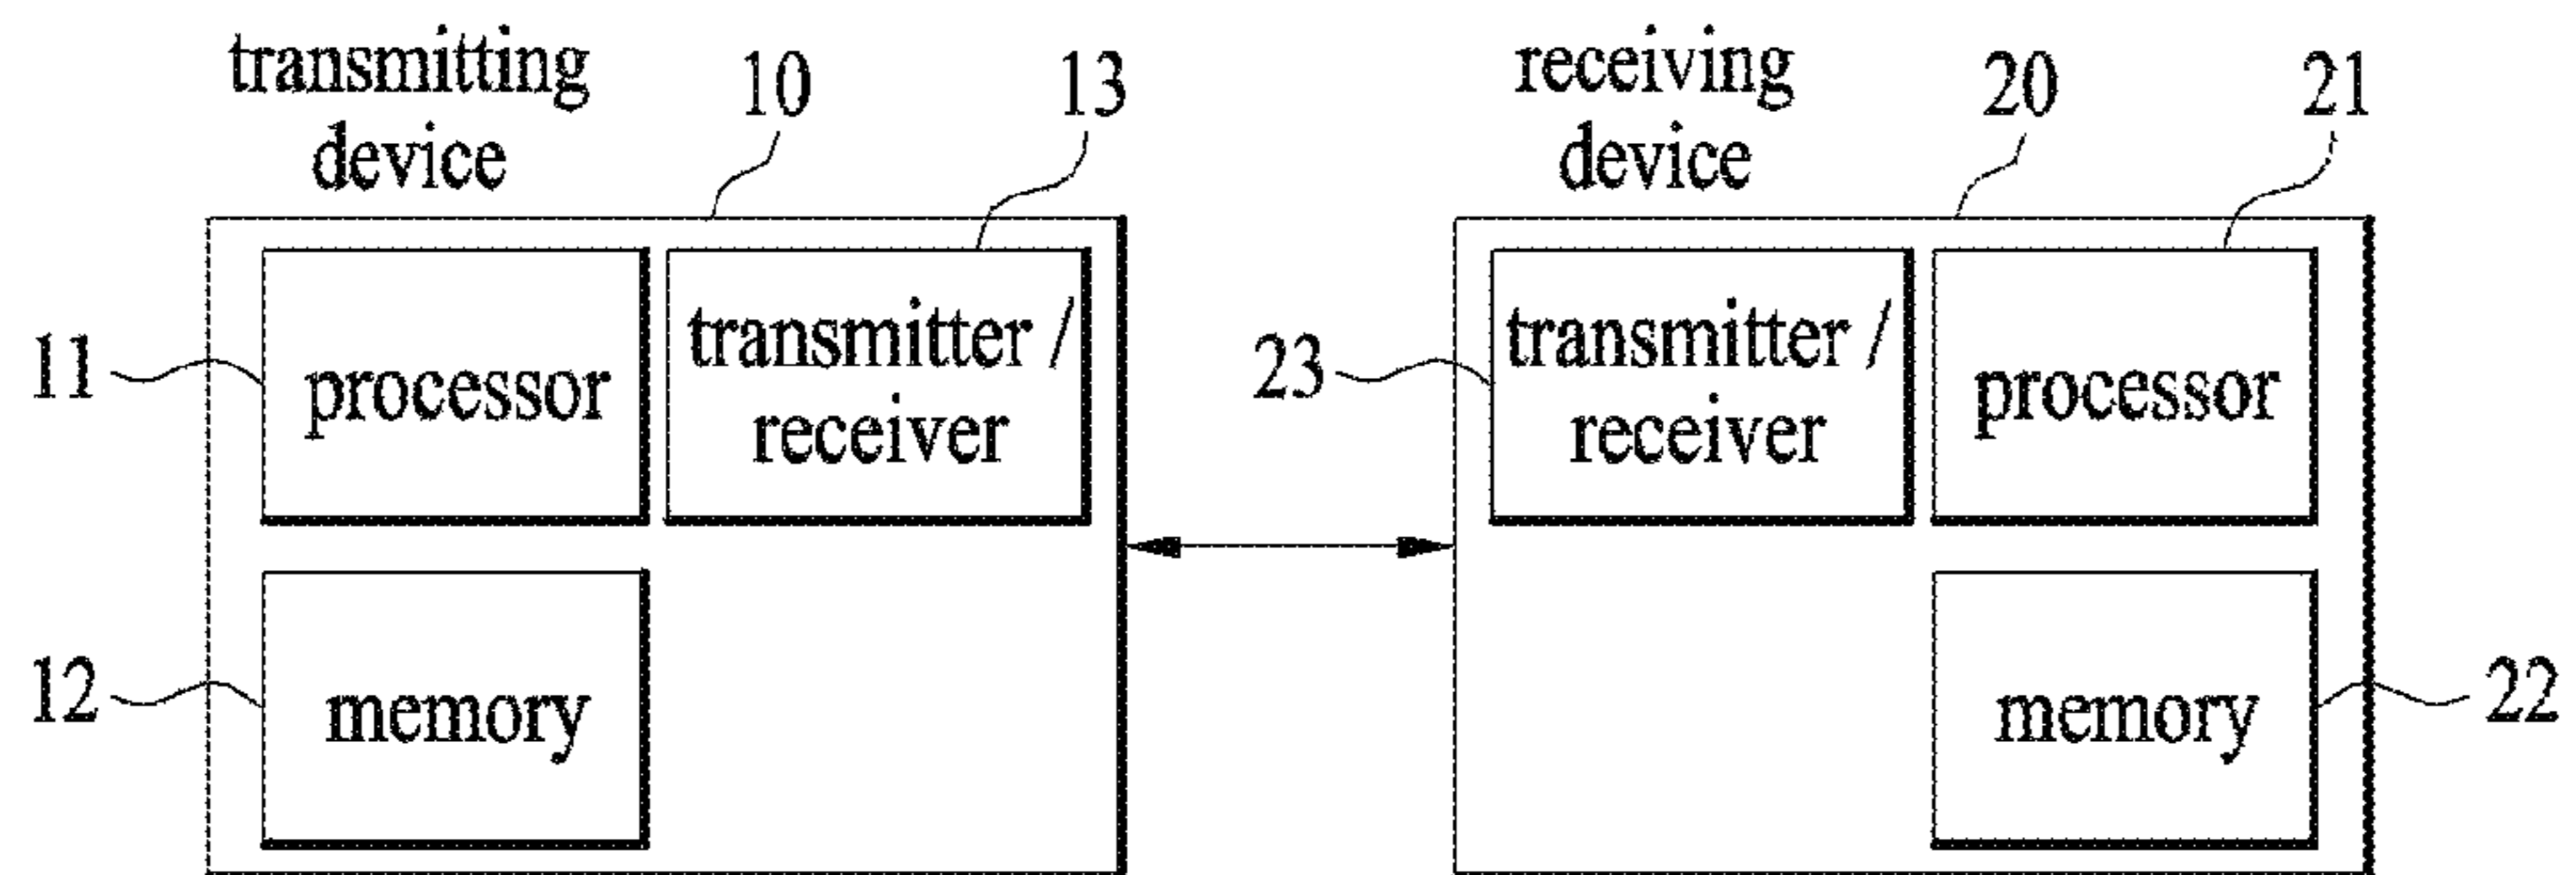 transmitting
device
10
13
11
processor
transmitter /
receiver
12
memory
receiving
device
20
21
23
transmitter /
receiver
processor
memory
22